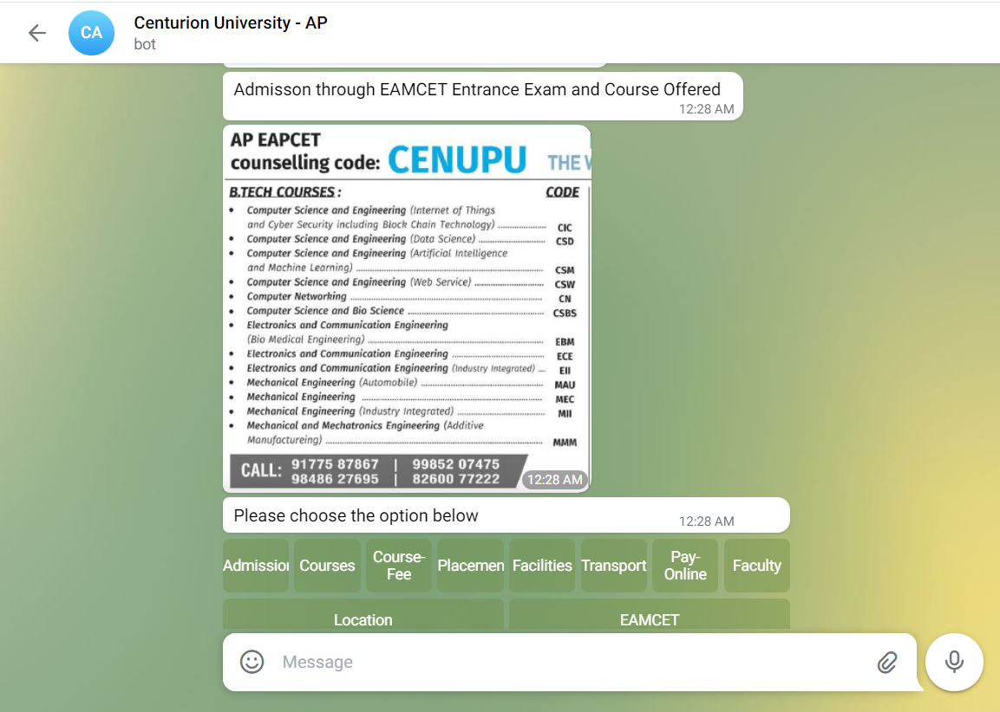 CA
Centurion University - AP
bot
Admisson through EAMCET Entrance Exam and Course Offered
12:28 AM
AP EAPCET
counselling code: CENUPU THE
B.TECH COURSES : CODE
• Computer Science and Engineering (Internet of Things
and Cyber Security including Block Chain Technology) .................... CIC
• Computer Science and Engineering (Data Science) .................... CSD
• Computer Science and Engineering (Artificial Intelligence
and Machine Learning) .................... CSM
• Computer Science and Engineering (Web Service) .................... CSW
• Computer Networking .................... CN
• Computer Science and Bio Science .................... CSBS
• Electronics and Communication Engineering
(Bio Medical Engineering) .................... EBM
• Electronics and Communication Engineering .................... ECE
• Electronics and Communication Engineering (Industry Integrated) ... EII
• Mechanical Engineering (Automobile) .................... MAU
• Mechanical Engineering .................... MEC
• Mechanical Engineering (Industry Integrated) .................... MII
• Mechanical and Mechatronics Engineering (Additive
Manufactureing) .................... MMM
CALL: 91775 87867 | 99852 07475
98486 27695 | 82600 77222
12:28 AM
Please choose the option below
12:28 AM
Admission Courses Course-Fee Placemen Facilities Transport Pay-Online Faculty
Location EAMCET
Message